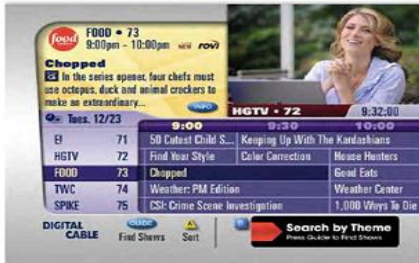 food
FOOD • 73
9:00pm - 10:00pm NEW rovi
Chopped
In the series opener, four chefs must
use octopus, duck and animal crackers to
make an extraordinary...
INFO
HGTV • 72 9:32:00
Tues. 12/23 9:00 9:30 10:00
E! 71 50 Cutest Child S... Keeping Up With The Kardashians
HGTV 72 Find Your Style Color Correction House Hunters
FOOD 73 Chopped Good Eats
TWC 74 Weather: PM Edition Weather Center
SPIKE 75 CSI: Crime Scene Investigation 1,000 Ways To Die
DIGITAL
CABLE
GUIDE
Find Shows
A
Sort
Search by Theme
Press Guide to Find Shows